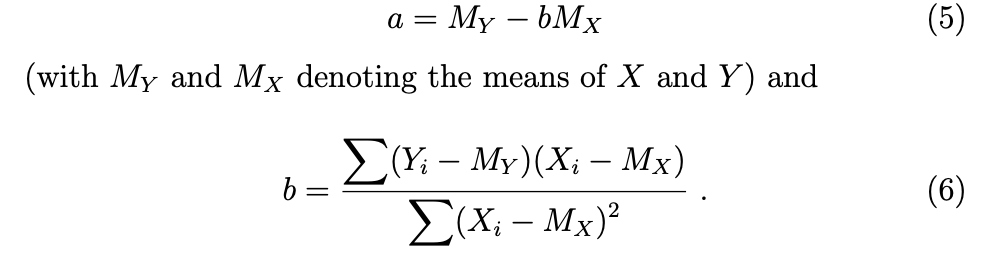 a = M_Y − bM_X (5)
(with M_Y and M_X denoting the means of X and Y) and
b = ∑(Y_i − M_Y)(X_i − M_X) / ∑(X_i − M_X)² . (6)